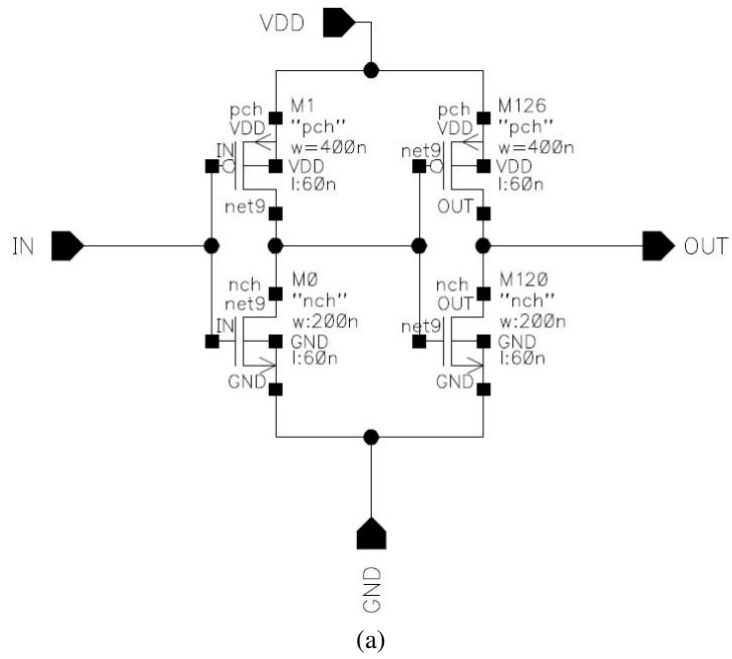 VDD
pch M1
VDD "pch"
IN w=400n
VDD
l:60n
net9
pch M126
VDD "pch"
net9 w=400n
VDD
l:60n
OUT
IN
OUT
nch M0
net9 "nch"
IN w:200n
GND
l:60n
GND
nch M120
OUT "nch"
net9 w:200n
GND
l:60n
GND
GND
(a)